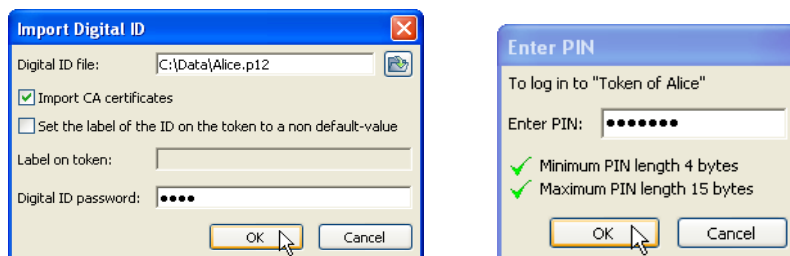 Import Digital ID
Digital ID file: C:\Data\Alice.p12
Import CA certificates
Set the label of the ID on the token to a non default-value
Label on token:
Digital ID password: ••••
OK Cancel
Enter PIN
To log in to "Token of Alice"
Enter PIN: •••••••
Minimum PIN length 4 bytes
Maximum PIN length 15 bytes
OK Cancel